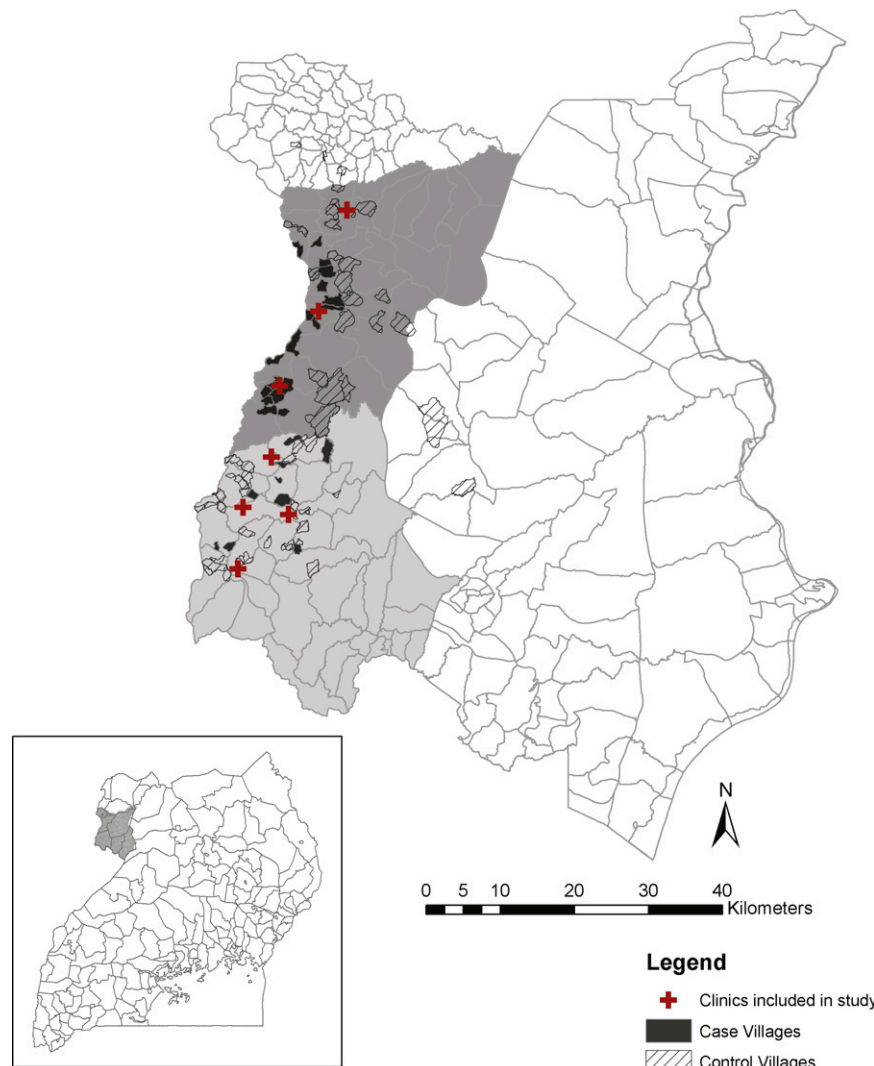 N
0 5 10 20 30 40
Kilometers
Legend
Clinics included in study
Case Villages
Control Villages